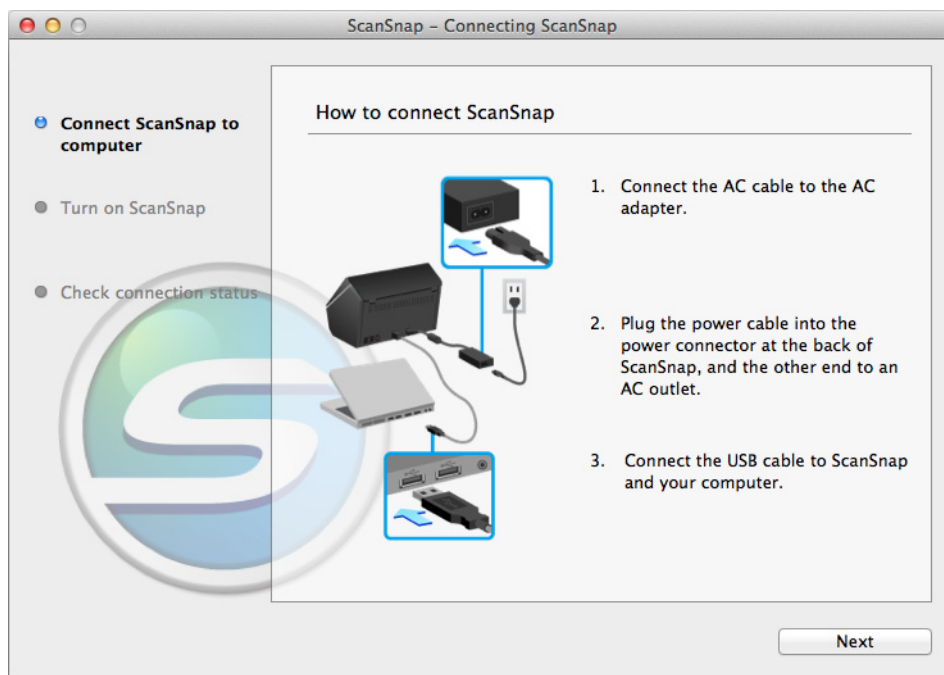 ScanSnap – Connecting ScanSnap
Connect ScanSnap to
computer
Turn on ScanSnap
Check connection status
How to connect ScanSnap
1. Connect the AC cable to the AC
adapter.
2. Plug the power cable into the
power connector at the back of
ScanSnap, and the other end to an
AC outlet.
3. Connect the USB cable to ScanSnap
and your computer.
Next